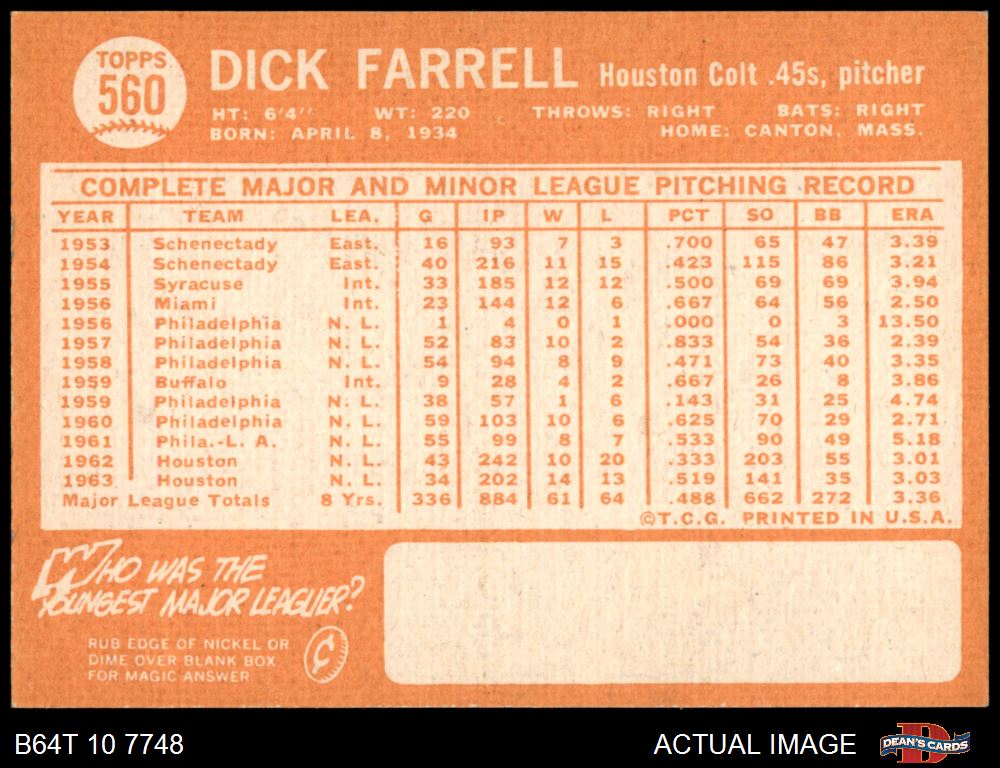 TOPPS
560
DICK FARRELL Houston Colt .45s, pitcher
HT: 6'4" WT: 220 THROWS: RIGHT BATS: RIGHT
BORN: APRIL 8, 1934 HOME: CANTON, MASS.
COMPLETE MAJOR AND MINOR LEAGUE PITCHING RECORD
YEAR TEAM LEA. G IP W L PCT SO BB ERA
1953 Schenectady East. 16 93 7 3 .700 65 47 3.39
1954 Schenectady East. 40 216 11 15 .423 115 86 3.21
1955 Syracuse Int. 33 185 12 12 .500 69 69 3.94
1956 Miami Int. 23 144 12 6 .667 64 56 2.50
1956 Philadelphia N. L. 1 4 0 1 .000 0 3 13.50
1957 Philadelphia N. L. 52 83 10 2 .833 54 36 2.39
1958 Philadelphia N. L. 54 94 8 9 .471 73 40 3.35
1959 Buffalo Int. 9 28 4 2 .667 26 8 3.86
1959 Philadelphia N. L. 38 57 1 6 .143 31 25 4.74
1960 Philadelphia N. L. 59 103 10 6 .625 70 29 2.71
1961 Phila.-L. A. N. L. 55 99 8 7 .533 90 49 5.18
1962 Houston N. L. 43 242 10 20 .333 203 55 3.01
1963 Houston N. L. 34 202 14 13 .519 141 35 3.03
Major League Totals 8 Yrs. 336 884 61 64 .488 662 272 3.36
©T.C.G. PRINTED IN U.S.A.
WHO WAS THE
YOUNGEST MAJOR LEAGUER?
RUB EDGE OF NICKEL OR
DIME OVER BLANK BOX
FOR MAGIC ANSWER
¢
B64T 10 7748 ACTUAL IMAGE DEAN'S CARDS